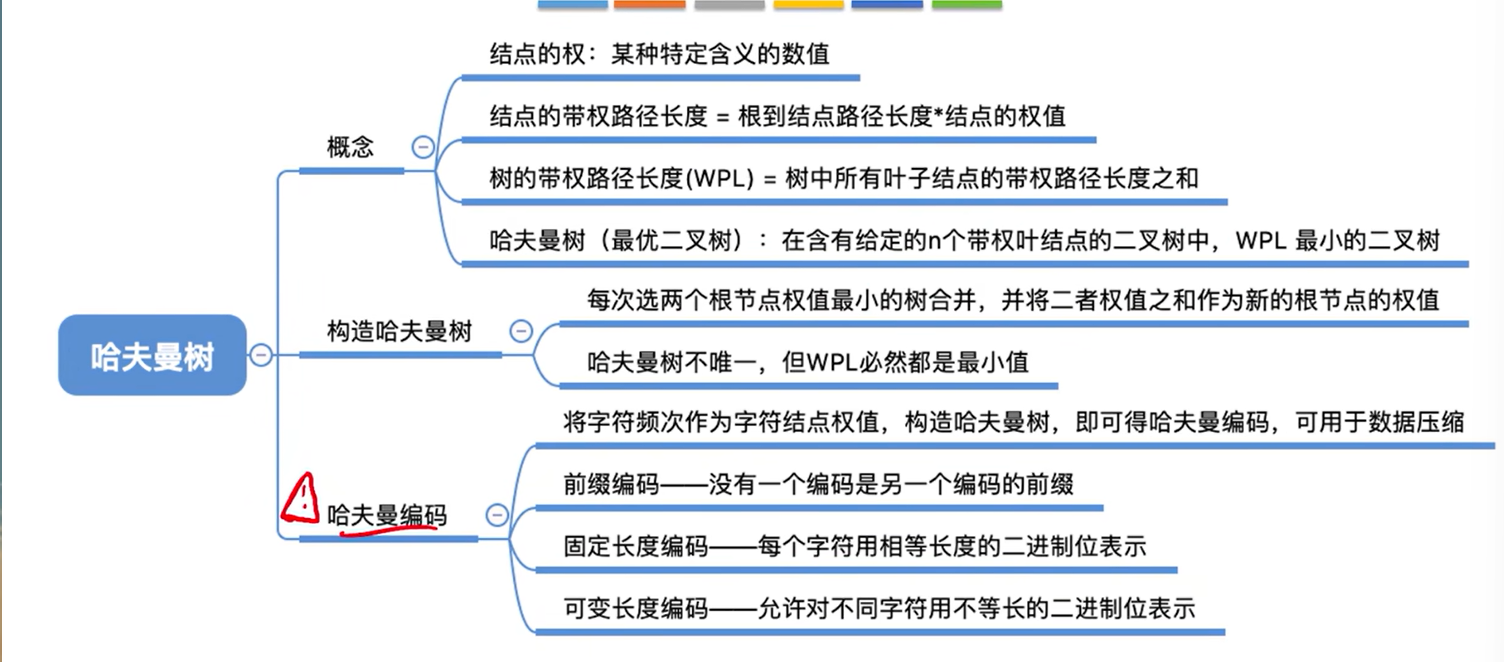 结点的权：某种特定含义的数值
结点的带权路径长度 = 根到结点路径长度*结点的权值
概念
树的带权路径长度(WPL) = 树中所有叶子结点的带权路径长度之和
哈夫曼树（最优二叉树）：在含有给定的n个带权叶结点的二叉树中，WPL 最小的二叉树
每次选两个根节点权值最小的树合并，并将二者权值之和作为新的根节点的权值
构造哈夫曼树
哈夫曼树
哈夫曼树不唯一，但WPL必然都是最小值
将字符频次作为字符结点权值，构造哈夫曼树，即可得哈夫曼编码，可用于数据压缩
前缀编码——没有一个编码是另一个编码的前缀
哈夫曼编码
固定长度编码——每个字符用相等长度的二进制位表示
可变长度编码——允许对不同字符用不等长的二进制位表示